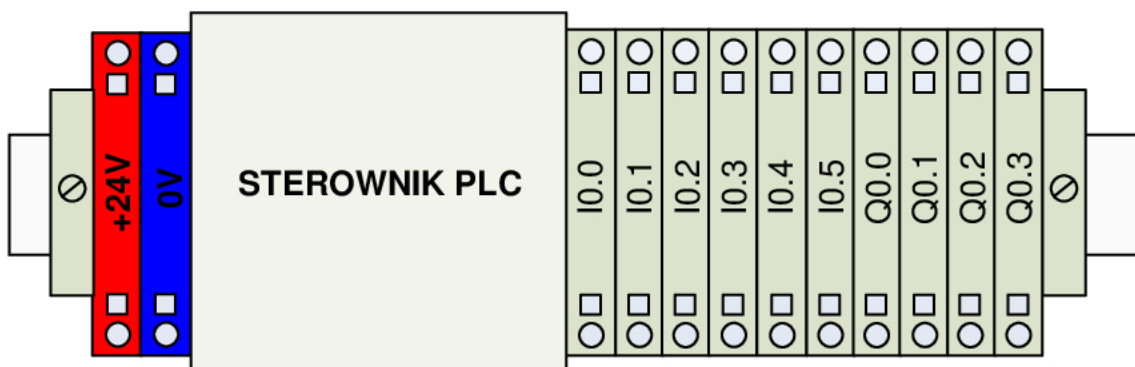 +24V
0V
STEROWNIK PLC
I0.0
I0.1
I0.2
I0.3
I0.4
I0.5
Q0.0
Q0.1
Q0.2
Q0.3